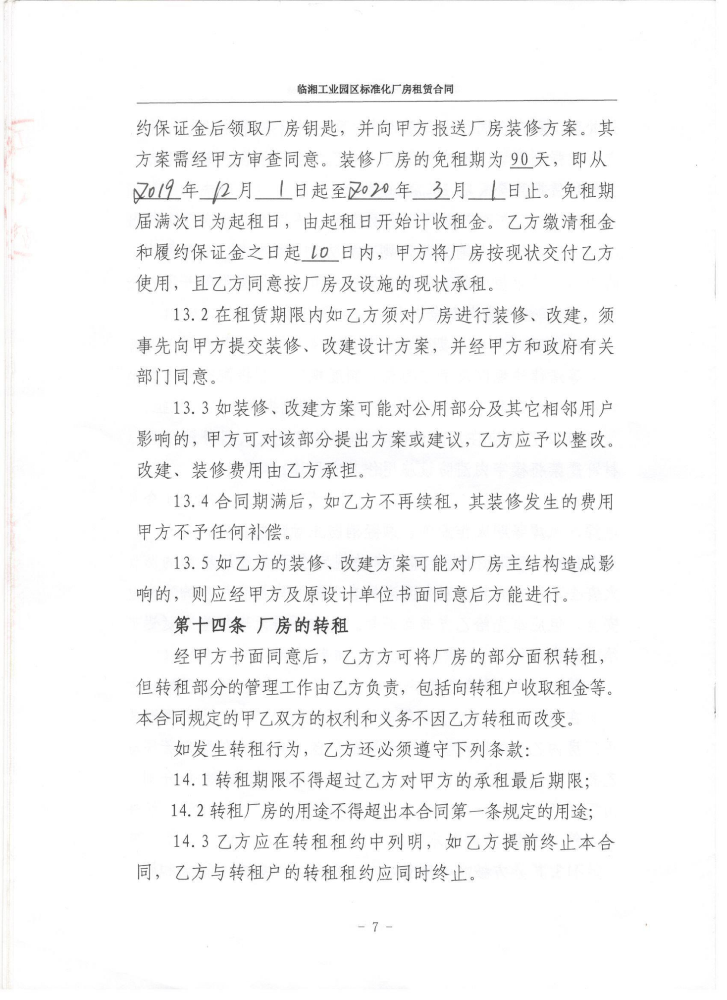 临湘工业园区标准化厂房租赁合同
约保证金后领取厂房钥匙，并向甲方报送厂房装修方案。其
方案需经甲方审查同意。装修厂房的免租期为 90 天，即从
2019 年 12 月 1 日起至 2020 年 3 月 1 日止。免租期
届满次日为起租日，由起租日开始计收租金。乙方缴清租金
和履约保证金之日起 10 日内，甲方将厂房按现状交付乙方
使用，且乙方同意按厂房及设施的现状承租。
13.2 在租赁期限内如乙方须对厂房进行装修、改建，须
事先向甲方提交装修、改建设计方案，并经甲方和政府有关
部门同意。
13.3 如装修、改建方案可能对公用部分及其它相邻用户
影响的，甲方可对该部分提出方案或建议，乙方应予以整改。
改建、装修费用由乙方承担。
13.4 合同期满后，如乙方不再续租，其装修发生的费用
甲方不予任何补偿。
13.5 如乙方的装修、改建方案可能对厂房主结构造成影
响的，则应经甲方及原设计单位书面同意后方能进行。
第十四条 厂房的转租
经甲方书面同意后，乙方方可将厂房的部分面积转租，
但转租部分的管理工作由乙方负责，包括向转租户收取租金等。
本合同规定的甲乙双方的权利和义务不因乙方转租而改变。
如发生转租行为，乙方还必须遵守下列条款：
14.1 转租期限不得超过乙方对甲方的承租最后期限；
14.2 转租厂房的用途不得超出本合同第一条规定的用途；
14.3 乙方应在转租租约中列明，如乙方提前终止本合
同，乙方与转租户的转租租约应同时终止。
- 7 -